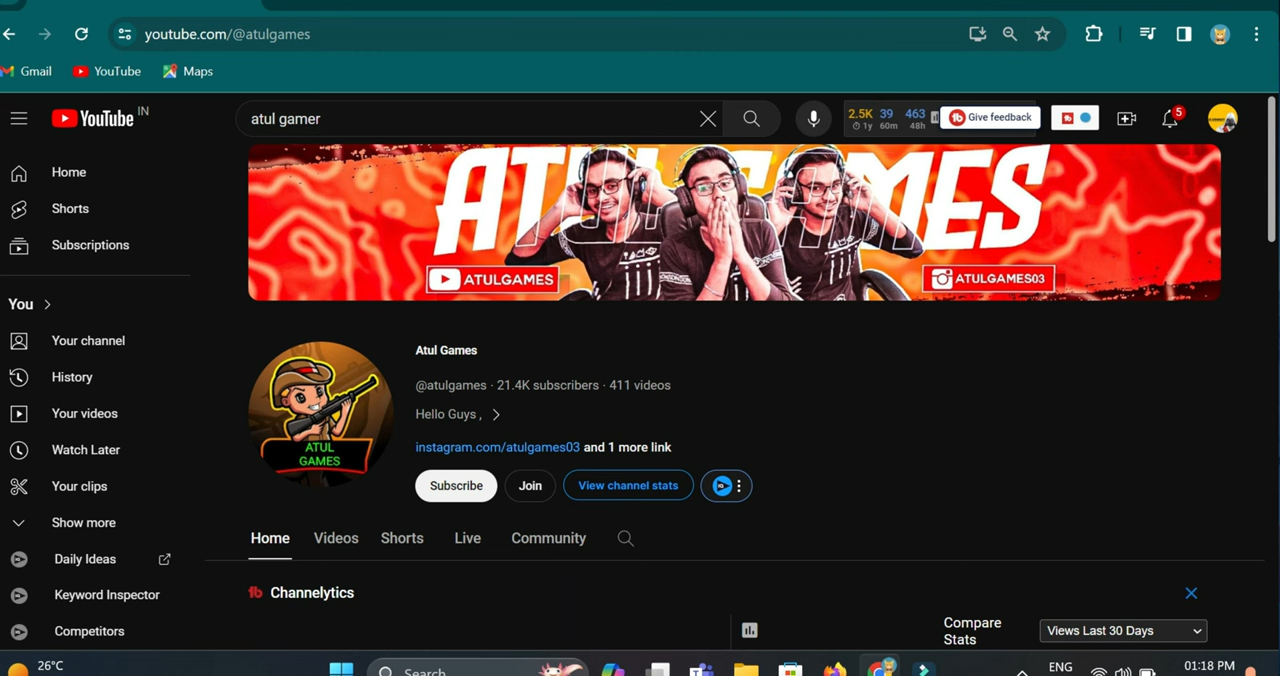 youtube.com/@atulgames
Gmail
YouTube
Maps
YouTube IN
atul gamer
2.5K 39 463
1y 60m 48h
Give feedback
5
Home
Shorts
Subscriptions
You
Your channel
History
Your videos
Watch Later
Your clips
Show more
Daily Ideas
Keyword Inspector
Competitors
ATUL GAMES
ATULGAMES
ATULGAMES03
ATUL
GAMES
Atul Games
@atulgames · 21.4K subscribers · 411 videos
Hello Guys ,
instagram.com/atulgames03 and 1 more link
Subscribe
Join
View channel stats
Home
Videos
Shorts
Live
Community
Channelytics
Compare
Stats
Views Last 30 Days
26°C
Search
ENG
01:18 PM